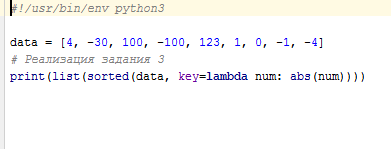 #!/usr/bin/env python3
data = [4, -30, 100, -100, 123, 1, 0, -1, -4]
# Реализация задания 3
print(list(sorted(data, key=lambda num: abs(num))))